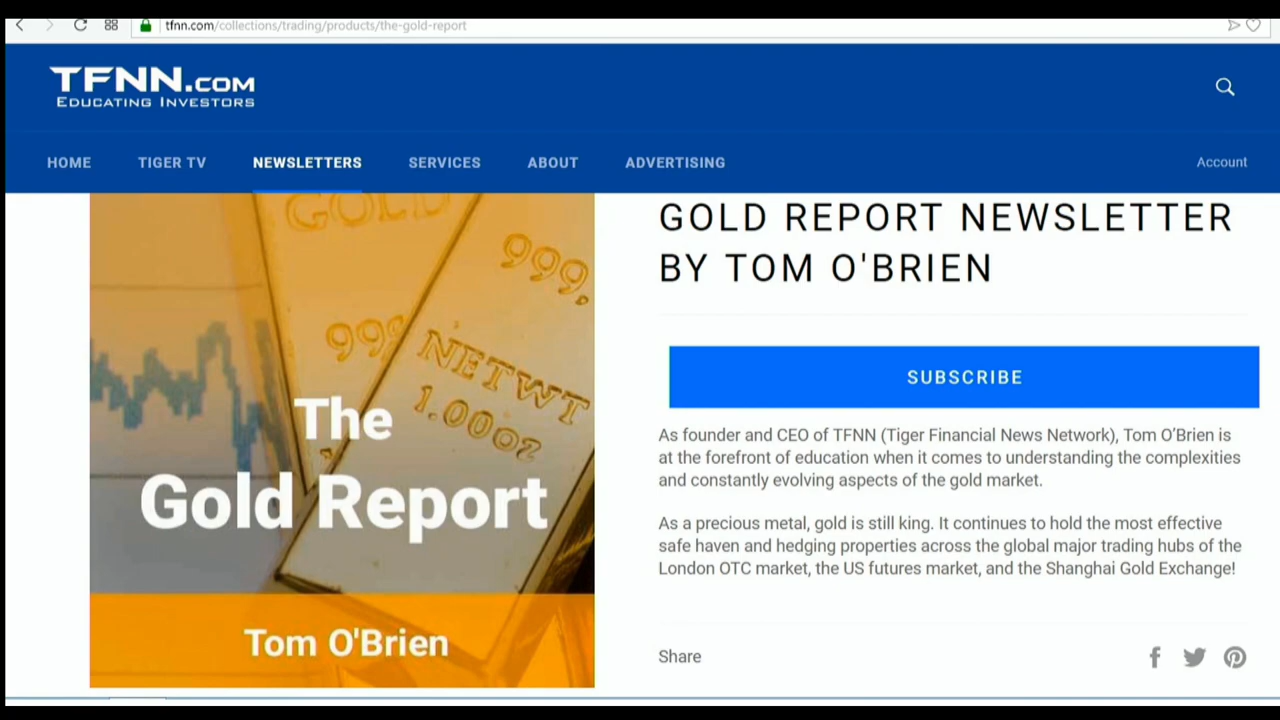 tfnn.com/collections/trading/products/the-gold-report
TFNN.COM
EDUCATING INVESTORS
HOME TIGER TV NEWSLETTERS SERVICES ABOUT ADVERTISING Account
GOLD
999.
999
NETWT
1.00oz
The
Gold Report
Tom O'Brien
GOLD REPORT NEWSLETTER
BY TOM O'BRIEN
SUBSCRIBE
As founder and CEO of TFNN (Tiger Financial News Network), Tom O’Brien is
at the forefront of education when it comes to understanding the complexities
and constantly evolving aspects of the gold market.
As a precious metal, gold is still king. It continues to hold the most effective
safe haven and hedging properties across the global major trading hubs of the
London OTC market, the US futures market, and the Shanghai Gold Exchange!
Share